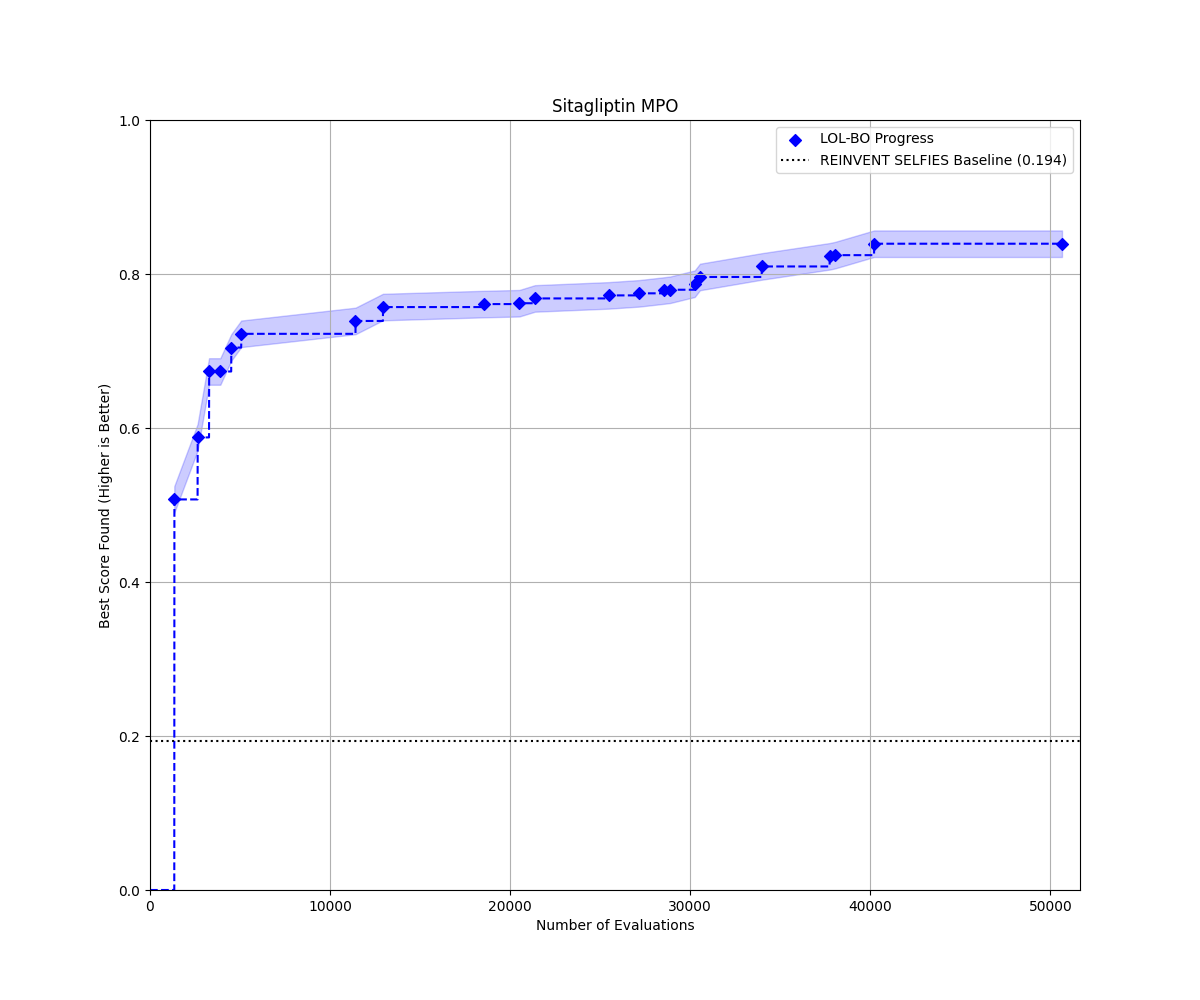 Sitagliptin MPO
LOL-BO Progress
REINVENT SELFIES Baseline (0.194)
Best Score Found (Higher is Better)
1.0
0.8
0.6
0.4
0.2
0.0
0
10000
20000
30000
40000
50000
Number of Evaluations